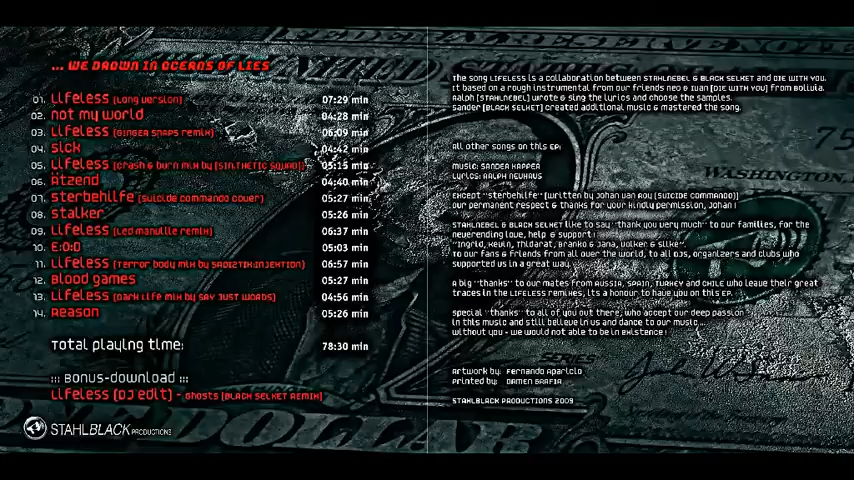 ... WE DROWN IN OCEANS OF LIES
01. Lifeless [Long version] 07:29 min
02. not my world 04:28 min
03. Lifeless [Ginger Snaps remix] 06:09 min
04. Sick 04:42 min
05. Lifeless [crash & burn mix by [SIN.THETIC SQUAD]] 05:15 min
06. Ätzend 04:40 min
07. Sterbehilfe [Suicide Commando cover] 05:27 min
08. Stalker 05:26 min
09. Lifeless [Leo Manullle remix] 06:37 min
10. E:O:D 05:03 min
11. Lifeless [Terror body mix by SADIZTIK:INJEKTION] 06:57 min
12. Blood games 05:27 min
13. Lifeless [Dark life mix by SAY JUST WORDS] 04:56 min
14. Reason 05:26 min
Total playing time: 78:30 min
::: Bonus-download :::
Lifeless [DJ edit] - Ghosts [BLACK SELKET REMIX]
STAHLBLACK PRODUCTIONS
The song LIFELESS is a collaboration between STAHLNEBEL & BLACK SELKET and DIE WITH YOU.
It based on a rough instrumental from our friends Neo & Ivan [DIE WITH YOU] from Bolivia.
Ralph [STAHLNEBEL] wrote & sing the lyrics and choose the samples.
Sander [BLACK SELKET] created additional music & mastered the song.
All other songs on this EP:
Music: SANDER KAPPER
Lyrics: RALPH NEUHAUS
EXCEPT "Sterbehilfe" [written by Johan van Roy [SUICIDE COMMANDO]]
Our permanent respect & thanks for your kindly permission, Johan!
STAHLNEBEL & BLACK SELKET like to say "thank you very much" to our families, for the
neverending love, help & support!
"Ingrid, Kevin, Thidarat, Branko & Jana, Volker & Silke".
To our fans & friends from all over the world, to all DJS, organizers and clubs who
supported us in a great way.
A big "thanks" to our mates from RUSSIA, SPAIN, TURKEY and CHILE who leave their great
traces in the LIFELESS remixes, its a honour to have you on this EP.
Special "thanks" to all of you out there, who accept our deep passion
in this music and still believe in us and dance to our music...
Without you - we would not able to be in existence!
Artwork by: Fernando Aparicio
Printed by: DAMEN GRAFIA
STAHLBLACK PRODUCTIONS 2009
75
WASHINGTON,
SERIES
DOLLAR